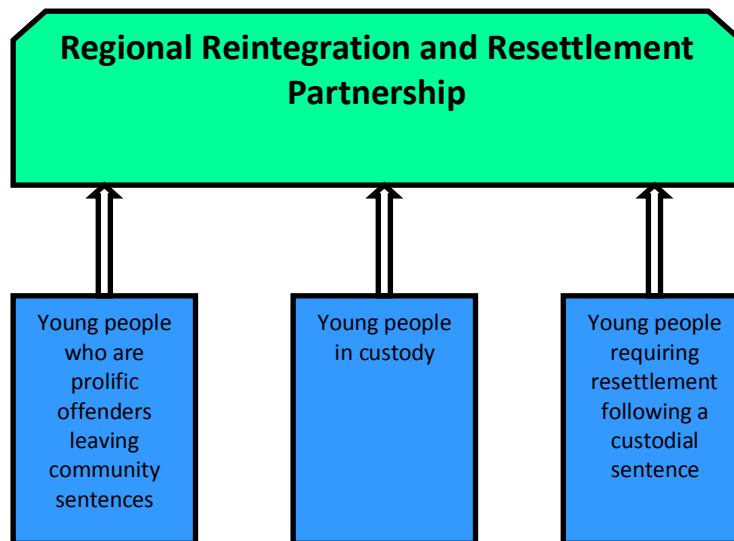 Regional Reintegration and Resettlement
Partnership
Young people
who are
prolific
offenders
leaving
community
sentences
Young people
in custody
Young people
requiring
resettlement
following a
custodial
sentence